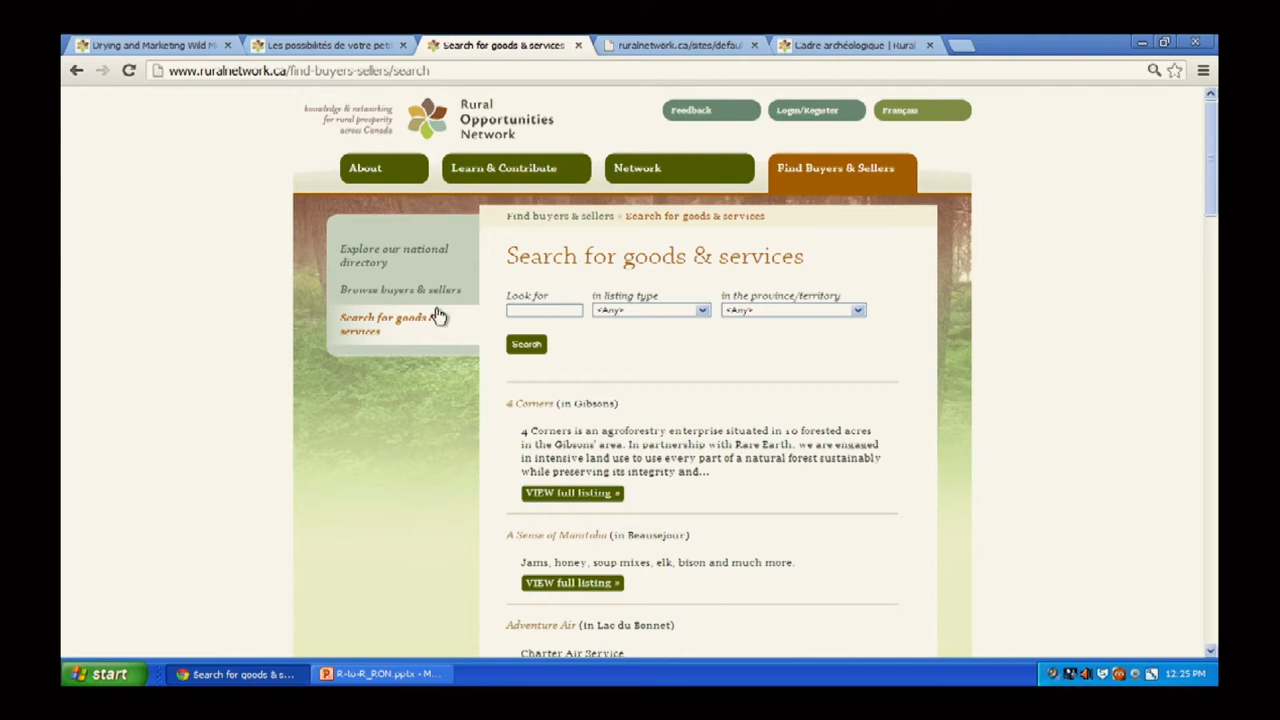 Drying and Marketing Wild M
Les possibilités de votre peti
Search for goods & services
ruralnetwork.ca/sites/defau
Cadre archéologique | Rural
www.ruralnetwork.ca/find-buyers-sellers/search
knowledge & networking
for rural prosperity
across Canada
Rural
Opportunities
Network
Feedback
Login/Register
Français
About
Learn & Contribute
Network
Find Buyers & Sellers
Explore our national
directory
Browse buyers & sellers
Search for goods &
services
Find buyers & sellers » Search for goods & services
Search for goods & services
Look for
in listing type
in the province/territory
<Any>
<Any>
Search
4 Corners (in Gibsons)
4 Corners is an agroforestry enterprise situated in 10 forested acres
in the Gibsons' area. In partnership with Rare Earth, we are engaged
in intensive land use to use every part of a natural forest sustainably
while preserving its integrity and...
VIEW full listing »
A Sense of Manitoba (in Beausejour)
Jams, honey, soup mixes, elk, bison and much more.
VIEW full listing »
Adventure Air (in Lac du Bonnet)
Charter Air Service
start
Search for goods & s...
R-to-R_RON.pptx - M...
12:25 PM